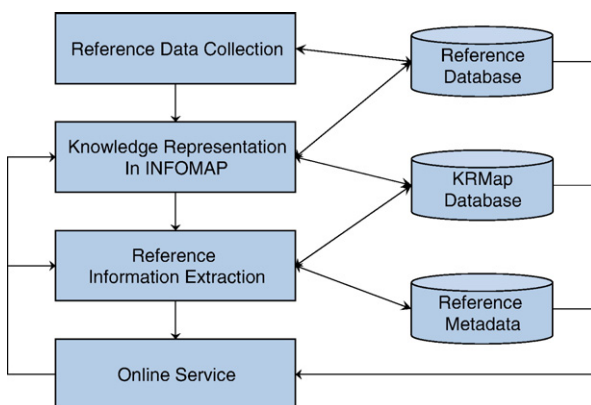 Reference Data Collection
Reference
Database
Knowledge Representation
In INFOMAP
KRMap
Database
Reference
Information Extraction
Reference
Metadata
Online Service